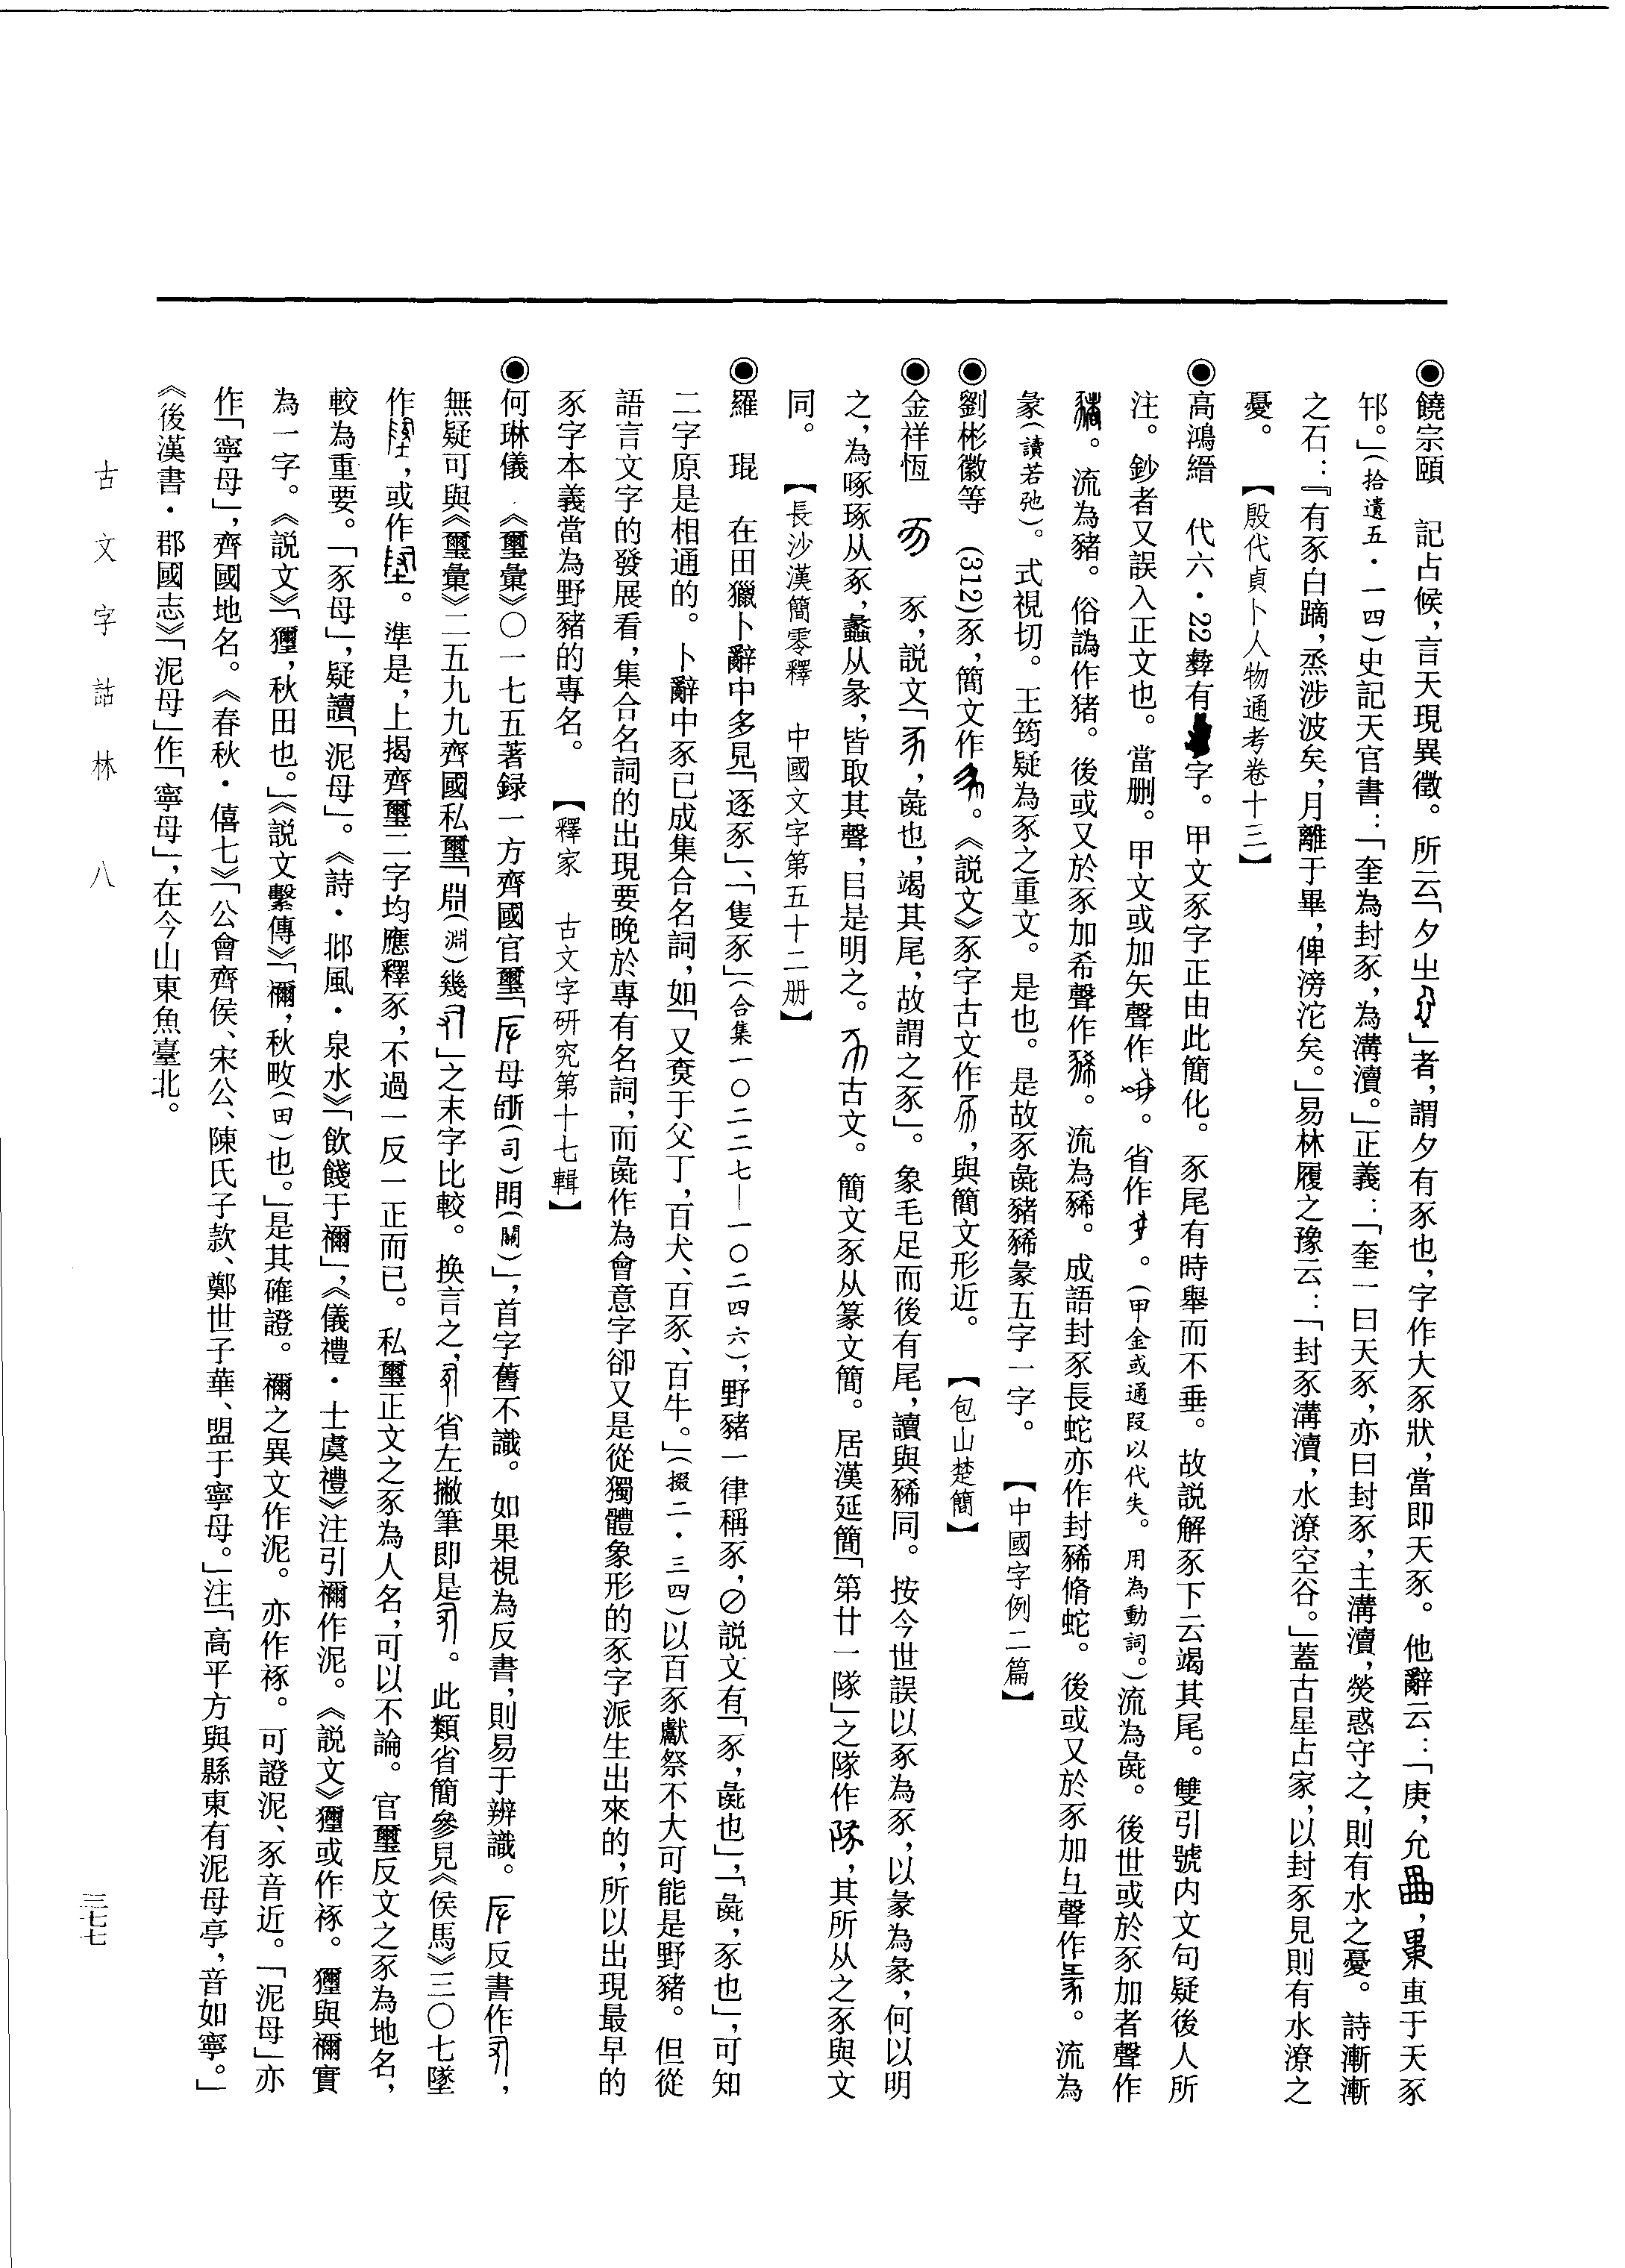 ◉饒宗頤　記占候，言天現異徵。所云「夕㞢」者，謂夕有豕也，字作大豕狀，當即天豕。他辭云：「庚，允，䖵于天豕
邘。」（拾遺五·一四）史記天官書：「奎為封豕，為溝瀆。」正義：「奎一曰天豕，亦曰封豕，主溝瀆，熒惑守之，則有水之憂。詩漸漸
之石：『有豕白蹢，烝涉波矣，月離于畢，俾滂沱矣。」易林履之豫云：「封豕溝瀆，水潦空谷。」蓋古星占家，以封豕見則有水潦之
憂。　【殷代貞卜人物通考卷十三】
◉高鴻縉　代六·22彝有字。甲文豕字正由此簡化。豕尾有時舉而不垂。故說解豕下云竭其尾。雙引號内文句疑後人所
注。鈔者又誤入正文也。當删。甲文或加矢聲作。省作。（甲金或通叚以代失。用為動詞。）流為彘。後世或於豕加者聲作
。流為豬。俗譌作猪。後或又於豕加希聲作豨。流為豨。成語封豕長蛇亦作封豨脩蛇。後或又於豕加彑聲作。流為
彖（讀若弛）。式視切。王筠疑為豕之重文。是也。是故豕彘豬豨彖五字一字。　【中國字例二篇】
◉劉彬徽等　(312)豕，簡文作。《說文》豕字古文作，與簡文形近。　【包山楚簡】
◉金祥恆　豕，說文「，彘也，竭其尾，故謂之豕」。象毛足而後有尾，讀與豨同。按今世誤以豕為豕，以彖為彖，何以明
之，為啄琢从豕，蠡从彖，皆取其聲，㠯是明之。古文。簡文豕从篆文簡。居漢延簡「第廿一隊」之隊作，其所从之豕與文
同。　【長沙漢簡零釋　中國文字第五十二册】
◉羅　琨　在田獵卜辭中多見「逐豕」、「隻豕」（合集一〇二二七—一〇二四六），野豬一律稱豕，∅說文有「豕，彘也」，「彘，豕也」，可知
二字原是相通的。卜辭中豕已成集合名詞，如「又䙴于父丁，百犬、百豕、百牛。」（掇二·三四）以百豕獻祭不大可能是野豬。但從
語言文字的發展看，集合名詞的出現要晚於專有名詞，而彘作為會意字卻又是從獨體象形的豕字派生出來的，所以出現最早的
豕字本義當為野豬的專名。　【釋家　古文字研究第十七輯】
◉何琳儀　《璽彙》〇一七五著録一方齊國官璽「母（司）（關）」，首字舊不識。如果視為反書，則易于辨識。反書作，
無疑可與《璽彙》二五九九齊國私璽「（淵）幾」之末字比較。换言之，省左撇筆即是。此類省簡參見《侯馬》三〇七墜
作，或作。準是，上揭齊璽二字均應釋豕，不過一反一正而已。私璽正文之豕為人名，可以不論。官璽反文之豕為地名，
較為重要。「豕母」，疑讀「泥母」。《詩·邶風·泉水》「飲餞于禰」，《儀禮·士虞禮》注引禰作泥。《說文》玃或作䄠。與禰實
為一字。《說文》「，秋田也。」《說文繫傳》「禰，秋畋（田）也。」是其確證。禰之異文作泥。亦作。可證泥、豕音近。「泥母」亦
作「寧母」，齊國地名。《春秋·僖七》「公會齊侯、宋公、陳氏子款、鄭世子華、盟于寧母。」注「高平方與縣東有泥母亭，音如寧。」
《後漢書·郡國志》「泥母」作「寧母」，在今山東魚臺北。
古文字詁林　八
三七七